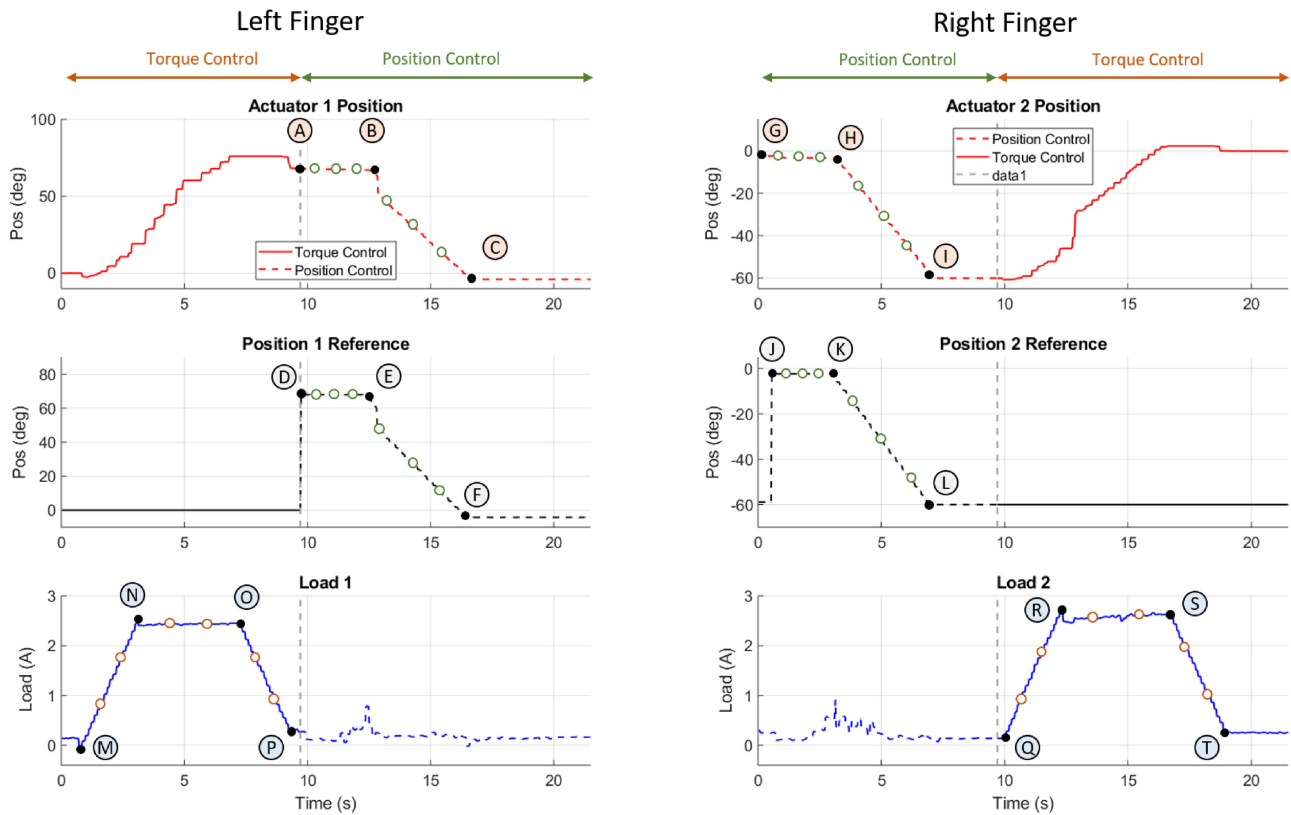 Left Finger
Right Finger
Torque Control
Position Control
Position Control
Torque Control
Actuator 1 Position
Pos (deg)
100
50
0
0
5
10
15
20
A
B
C
Torque Control
Position Control
Actuator 2 Position
Pos (deg)
0
-20
-40
-60
0
5
10
15
20
G
H
I
Position Control
Torque Control
data1
Position 1 Reference
Pos (deg)
80
60
40
20
0
0
5
10
15
20
D
E
F
Position 2 Reference
Pos (deg)
0
-20
-40
-60
0
5
10
15
20
J
K
L
Load 1
Load (A)
3
2
1
0
0
5
10
15
20
Time (s)
M
N
O
P
Load 2
Load (A)
3
2
1
0
0
5
10
15
20
Time (s)
Q
R
S
T